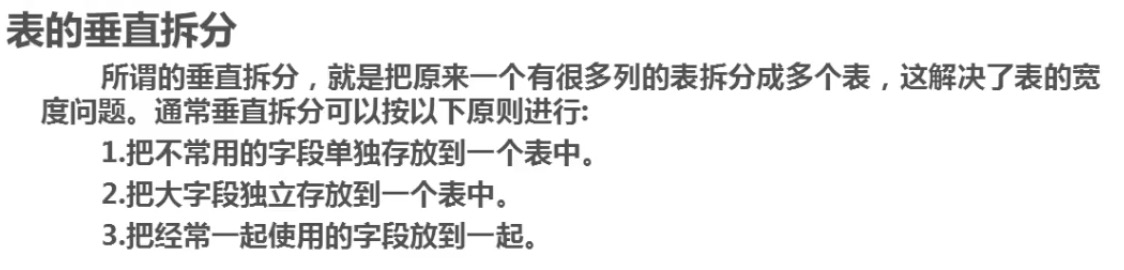 表的垂直拆分
所谓的垂直拆分，就是把原来一个有很多列的表拆分成多个表，这解决了表的宽
度问题。通常垂直拆分可以按以下原则进行:
1.把不常用的字段单独存放到一个表中。
2.把大字段独立存放到一个表中。
3.把经常一起使用的字段放到一起。